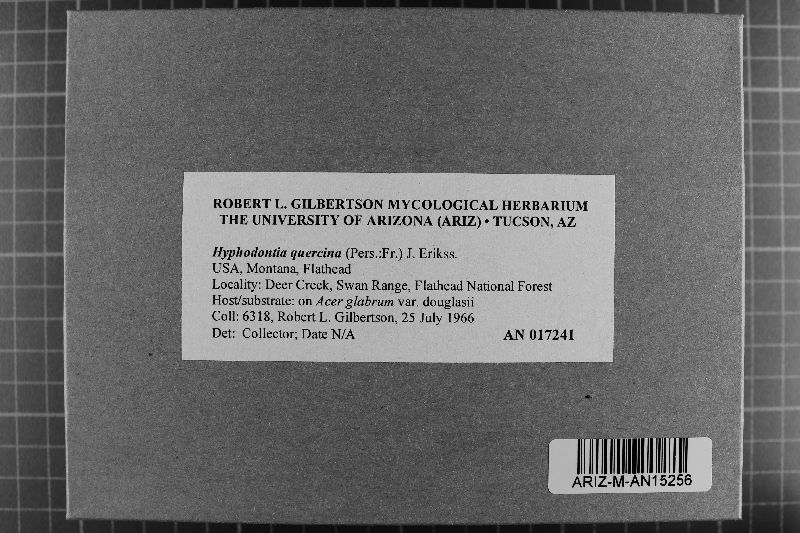 ROBERT L. GILBERTSON MYCOLOGICAL HERBARIUM
THE UNIVERSITY OF ARIZONA (ARIZ) • TUCSON, AZ
Hyphodontia quercina (Pers.:Fr.) J. Erikss.
USA, Montana, Flathead
Locality: Deer Creek, Swan Range, Flathead National Forest
Host/substrate: on Acer glabrum var. douglasii
Coll: 6318, Robert L. Gilbertson, 25 July 1966
Det: Collector; Date N/A AN 017241
ARIZ-M-AN15256